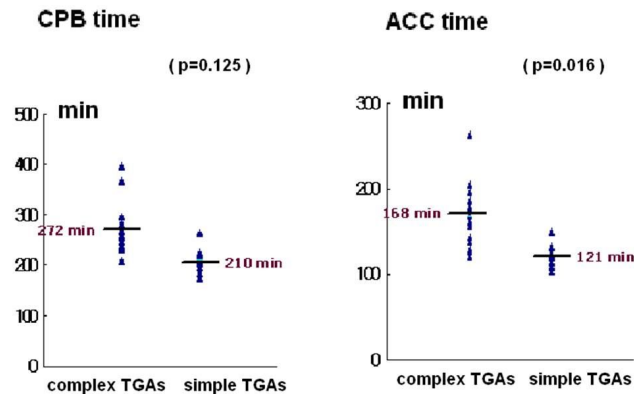 CPB time
( p=0.125 )
min
500
400
300
272 min
200
210 min
100
0
complex TGAs simple TGAs
ACC time
( p=0.016 )
min
300
200
168 min
121 min
100
0
complex TGAs simple TGAs